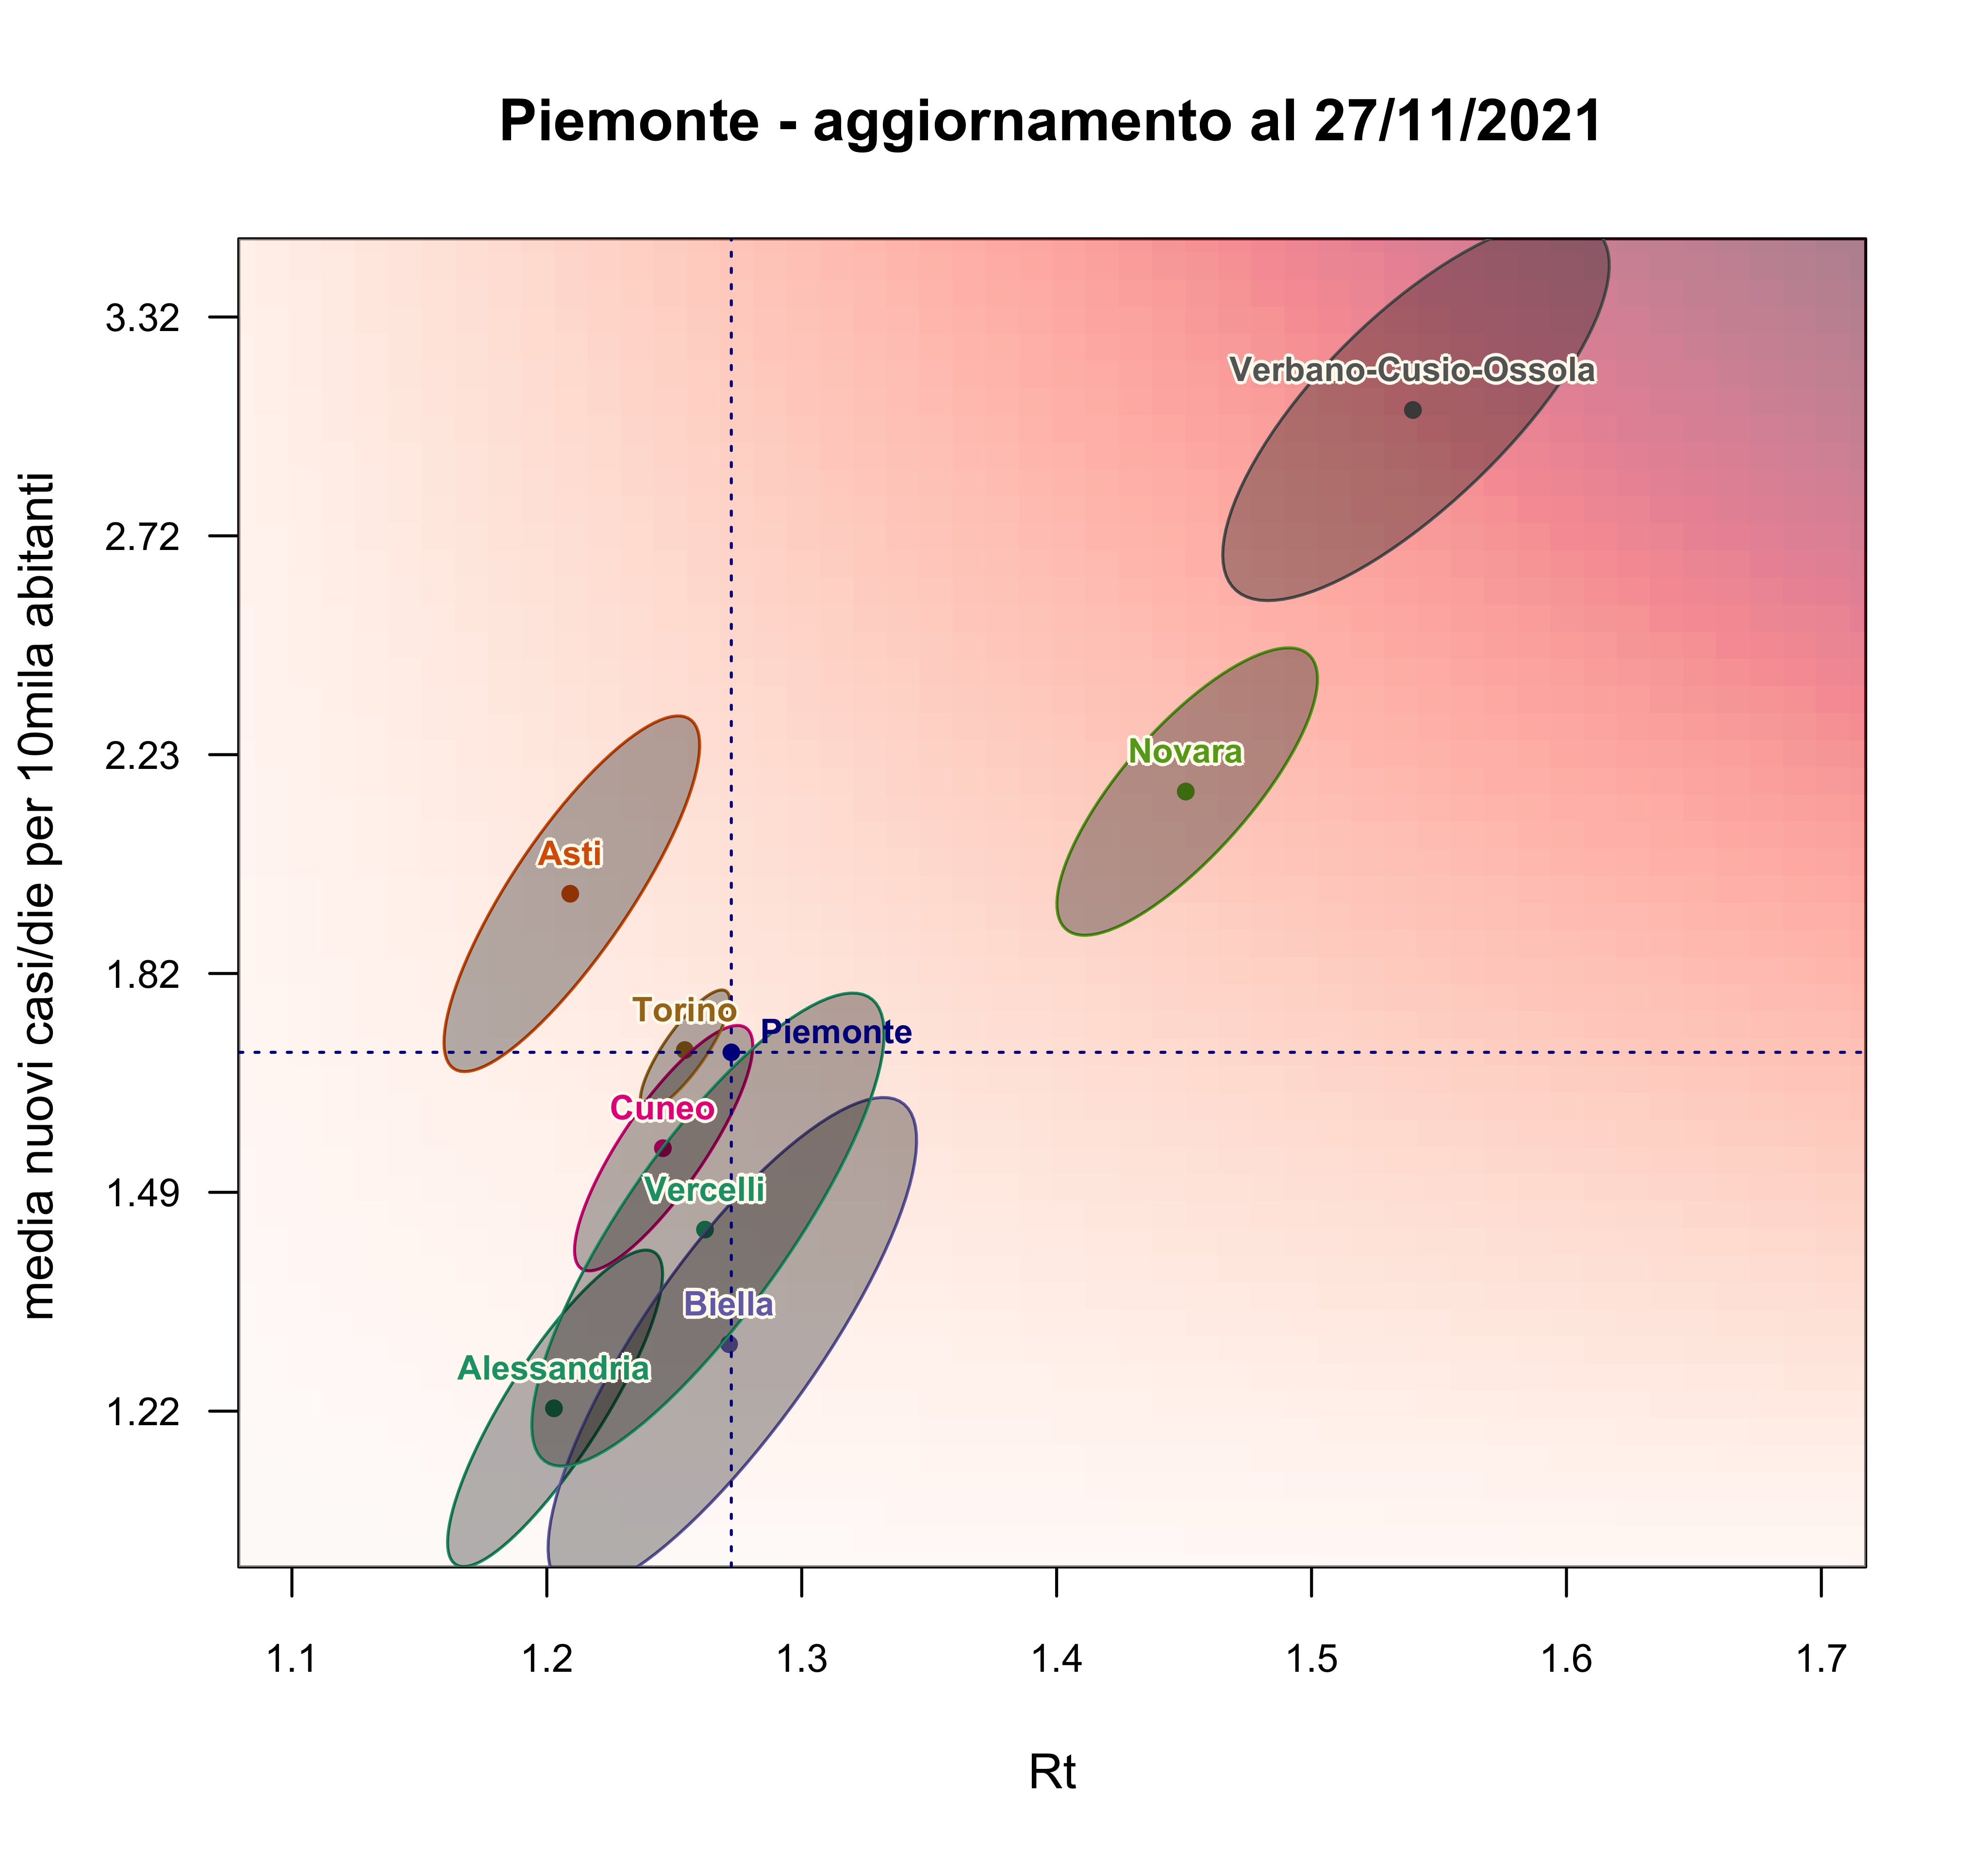 Piemonte - aggiornamento al 27/11/2021
media nuovi casi/die per 10mila abitanti
3.32
2.72
2.23
1.82
1.49
1.22
Verbano-Cusio-Ossola
Novara
Asti
Torino
Piemonte
Cuneo
Vercelli
Biella
Alessandria
1.1 1.2 1.3 1.4 1.5 1.6 1.7
Rt